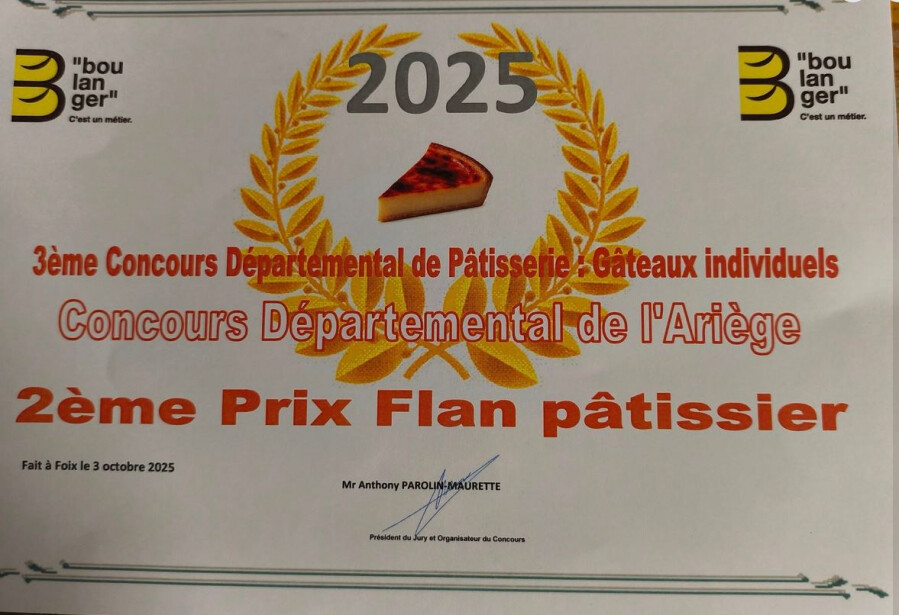 "bou
lan
ger"
C'est un métier.
2025
"bou
lan
ger"
C'est un métier.
3ème Concours Départemental de Pâtisserie : Gâteaux individuels
Concours Départemental de l'Ariège
2ème Prix Flan pâtissier
Fait à Foix le 3 octobre 2025
Mr Anthony PAROLIN-MAURETTE
Président du Jury et Organisateur du Concours